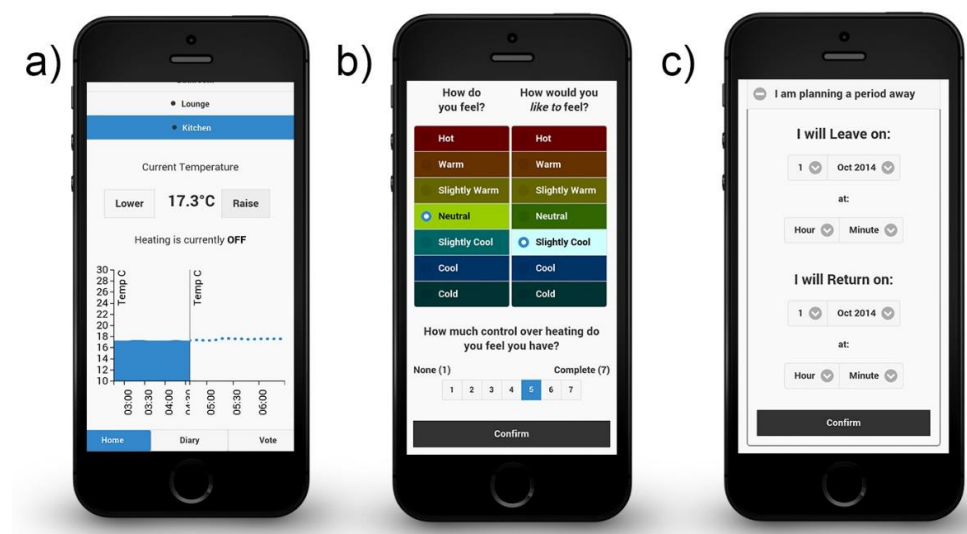 a)
Lounge
Kitchen
Current Temperature
Lower 17.3°C Raise
Heating is currently OFF
30
28
26
24
22
20
18
16
14
12
10
Temp C
Temp C
03:00
03:30
04:00
04:30
05:00
05:30
06:00
Home Diary Vote
b)
How do
you feel?
How would you
like to feel?
Hot Hot
Warm Warm
Slightly Warm Slightly Warm
Neutral Neutral
Slightly Cool Slightly Cool
Cool Cool
Cold Cold
How much control over heating do
you feel you have?
None (1) Complete (7)
1 2 3 4 5 6 7
Confirm
c)
I am planning a period away
I will Leave on:
1 Oct 2014
at:
Hour Minute
I will Return on:
1 Oct 2014
at:
Hour Minute
Confirm